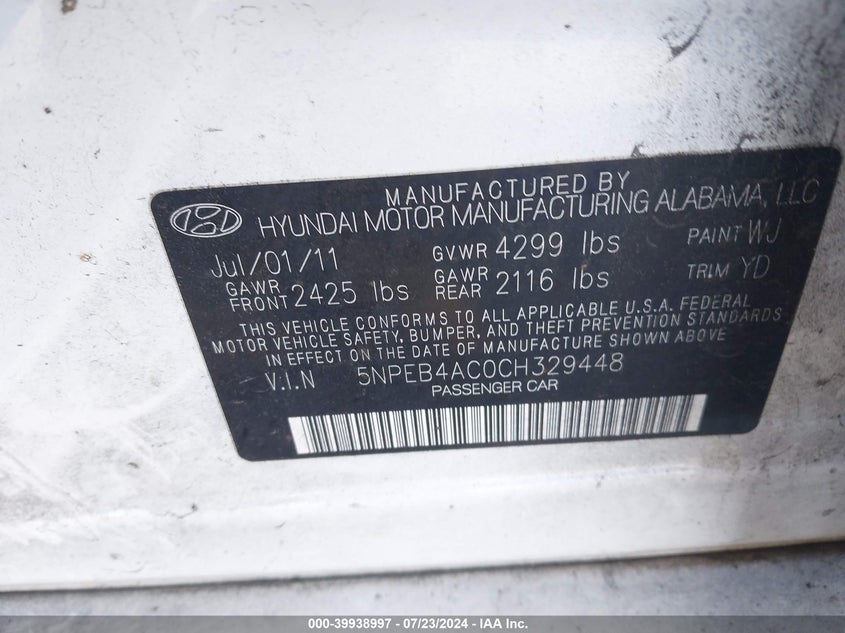 MANUFACTURED BY
HYUNDAI MOTOR MANUFACTURING ALABAMA, LLC
Jul/01/11 GVWR 4299 lbs PAINT WJ
GAWR FRONT 2425 lbs GAWR REAR 2116 lbs TRIM YD
THIS VEHICLE CONFORMS TO ALL APPLICABLE U.S.A. FEDERAL
MOTOR VEHICLE SAFETY, BUMPER, AND THEFT PREVENTION STANDARDS
IN EFFECT ON THE DATE OF MANUFACTURE SHOWN ABOVE
V.I.N 5NPEB4AC0CH329448
PASSENGER CAR
000-39938997 - 07/23/2024 - IAA Inc.